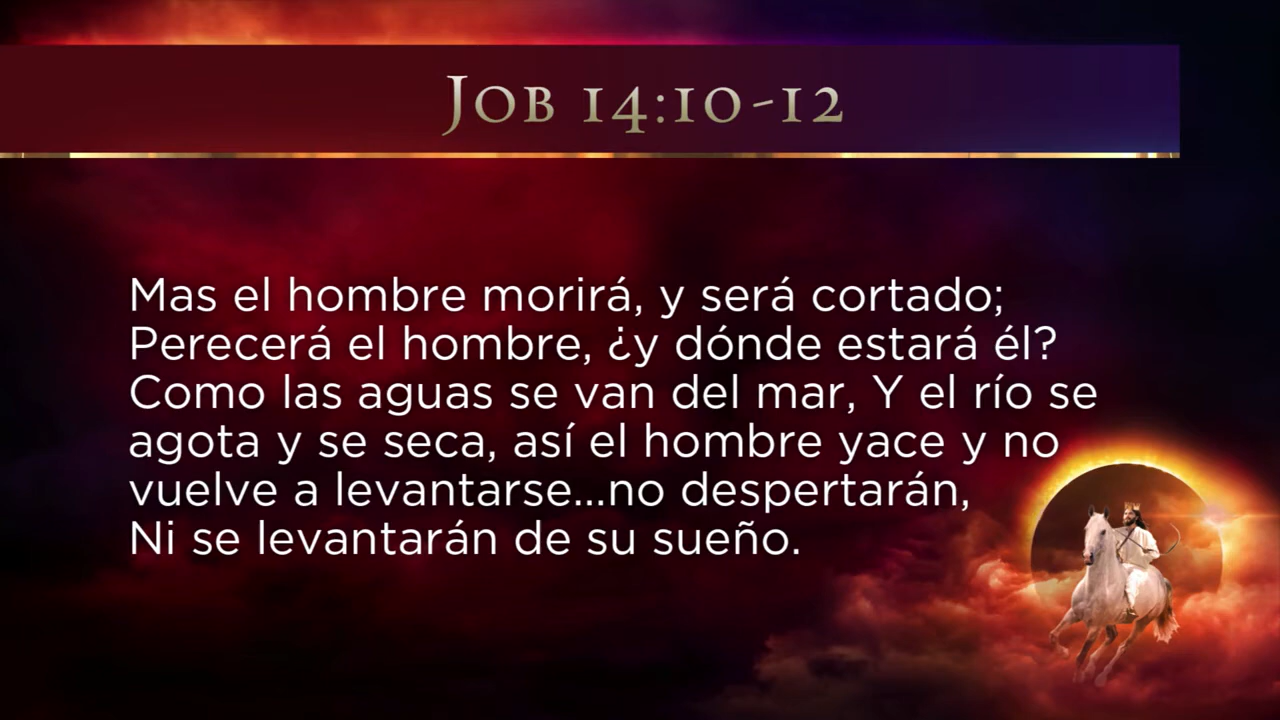 Job 14:10-12
Mas el hombre morirá, y será cortado;
Perecerá el hombre, ¿y dónde estará él?
Como las aguas se van del mar, Y el río se
agota y se seca, así el hombre yace y no
vuelve a levantarse...no despertarán,
Ni se levantarán de su sueño.